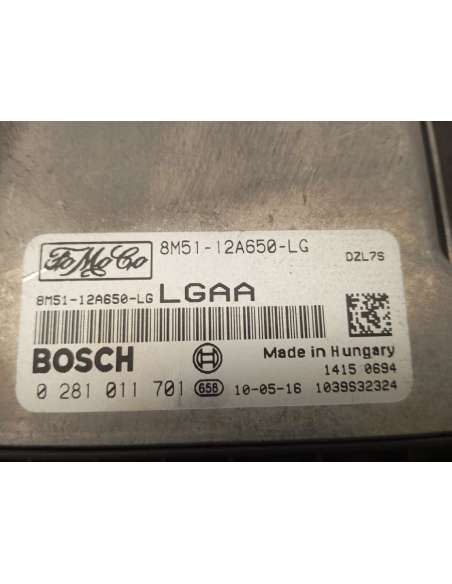 FoMoCo 8M51-12A650-LG DZL7S
8M51-12A650-LG LGAA
BOSCH Made in Hungary
1415 0694
0 281 011 701 658 10-05-16 1039S32324